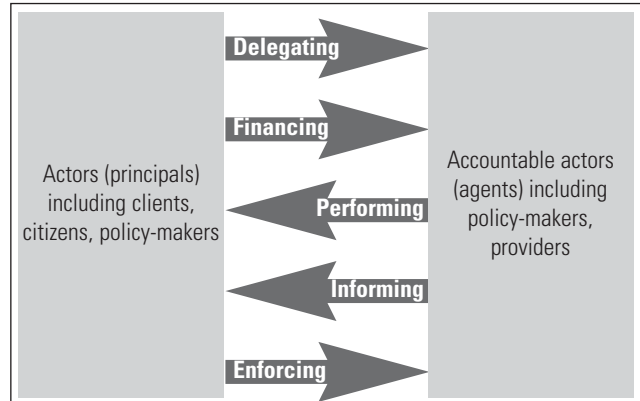 Actors (principals)
including clients,
citizens, policy-makers
Delegating
Financing
Performing
Informing
Enforcing
Accountable actors
(agents) including
policy-makers,
providers